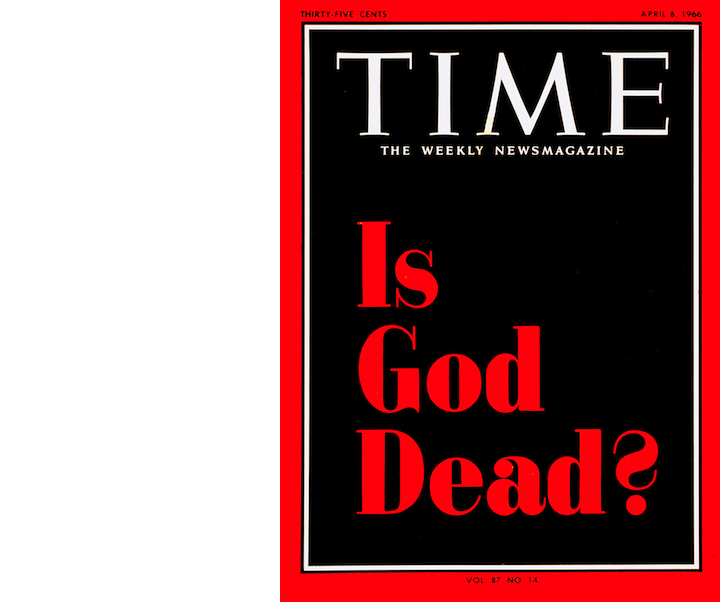 THIRTY-FIVE CENTS APRIL 8, 1966
TIME
THE WEEKLY NEWSMAGAZINE
Is
God
Dead?
VOL 87 NO 14